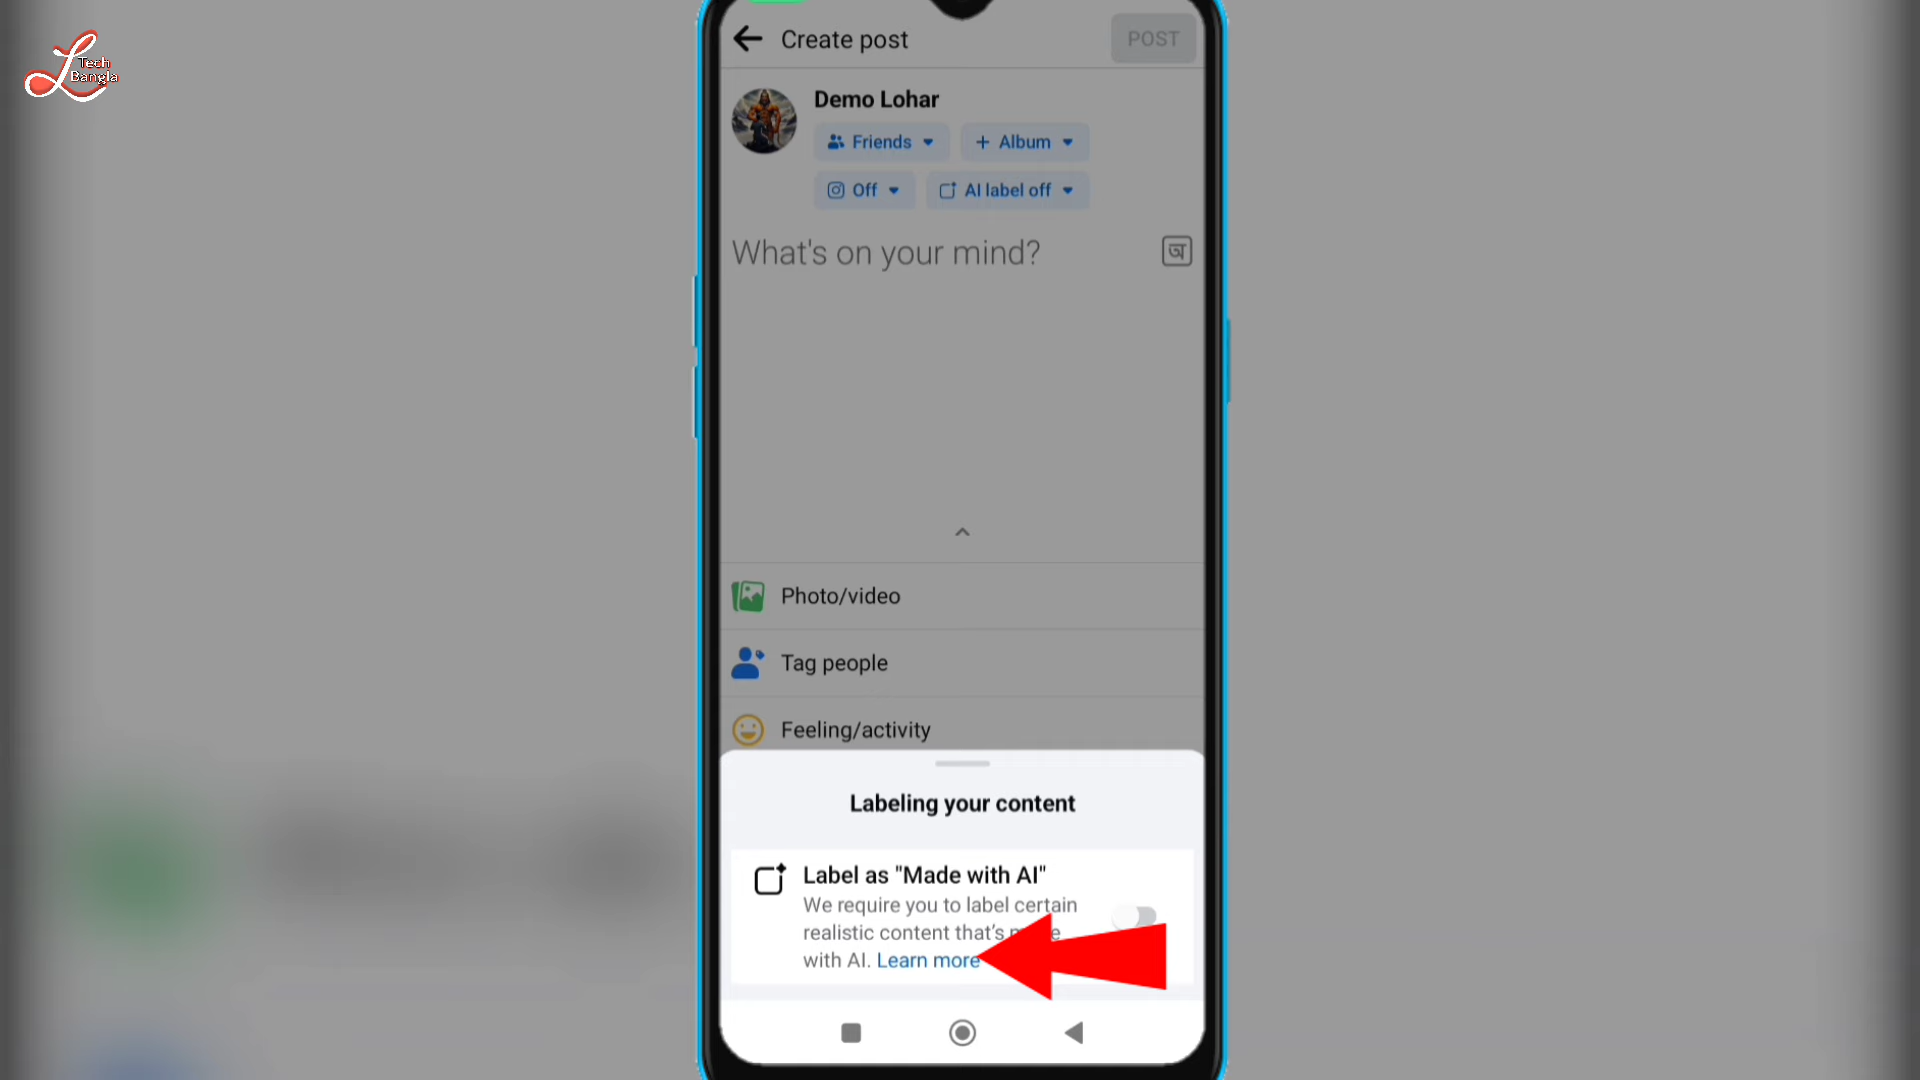 Tech
Bangla
Create post
POST
Demo Lohar
Friends
+ Album
Off
AI label off
What's on your mind?
অ
Photo/video
Tag people
Feeling/activity
Labeling your content
Label as "Made with AI"
We require you to label certain
realistic content that's
with AI. Learn more